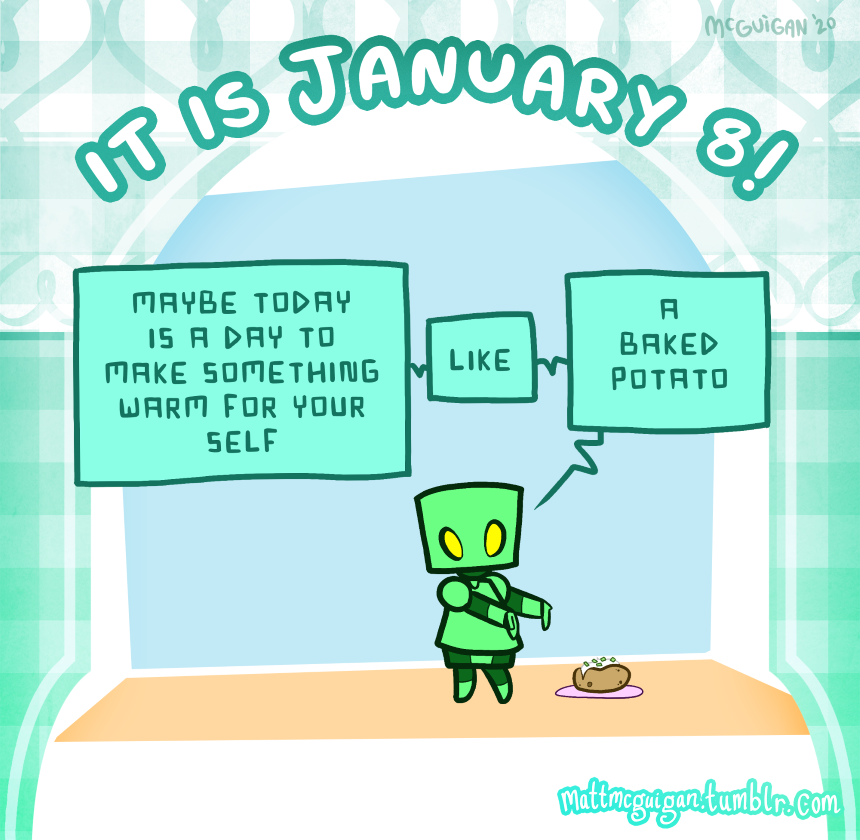 McGUIGAN '20
IT IS JANUARY 8!
MAYBE TODAY
IS A DAY TO
MAKE SOMETHING
WARM FOR YOUR
SELF
LIKE
A
BAKED
POTATO
mattmcguigan.tumblr.com